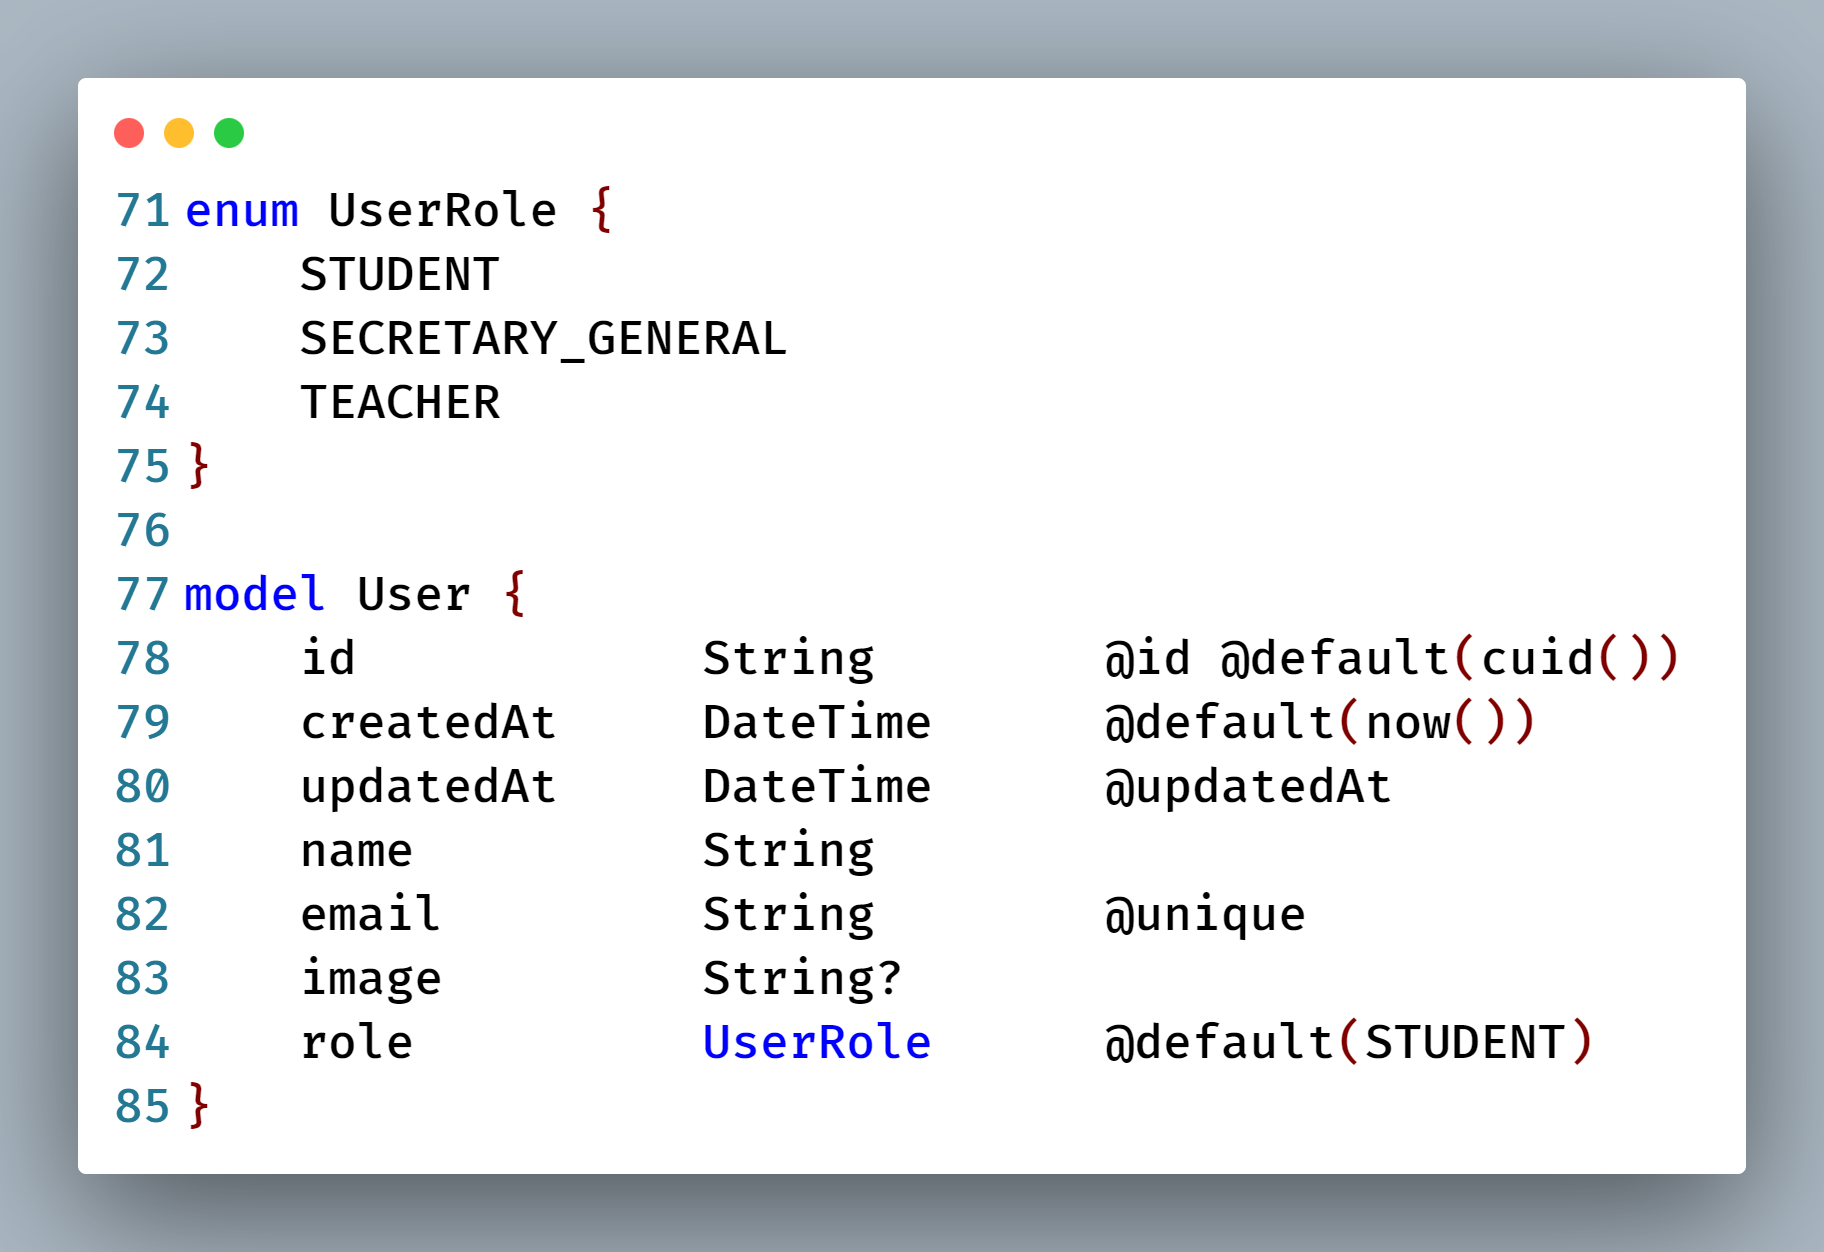 71 enum UserRole {
72     STUDENT
73     SECRETARY_GENERAL
74     TEACHER
75 }
76
77 model User {
78     id            String        @id @default(cuid())
79     createdAt     DateTime      @default(now())
80     updatedAt     DateTime      @updatedAt
81     name          String
82     email         String        @unique
83     image         String?
84     role          UserRole      @default(STUDENT)
85 }